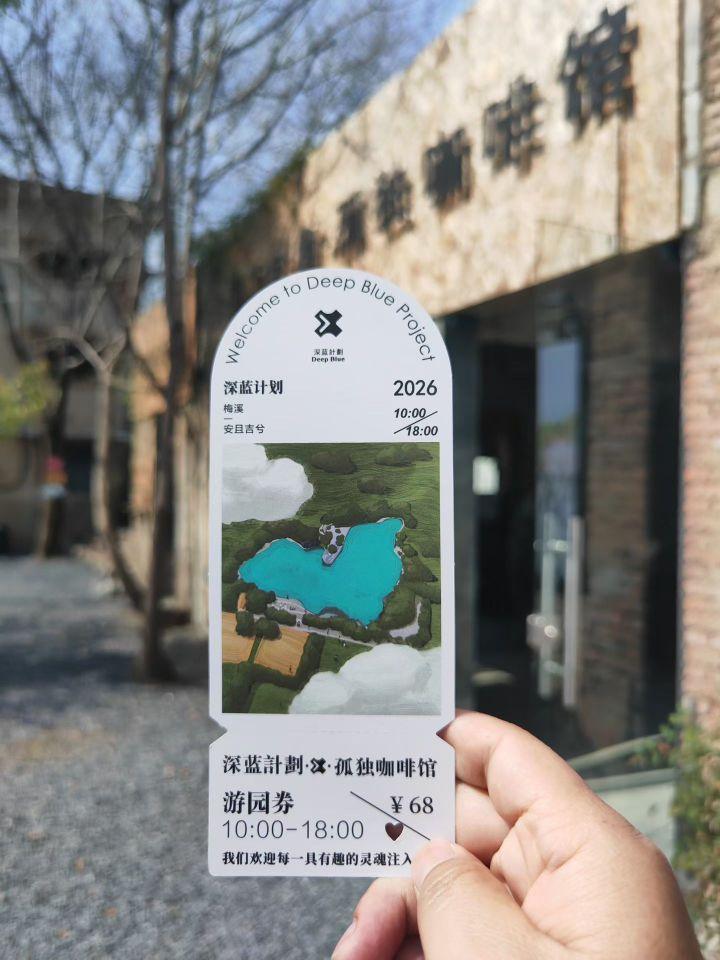 咖啡馆
Welcome to Deep Blue Project
深蓝計劃
Deep Blue
深蓝计划
2026
梅溪
10:00
安且吉兮
18:00
深蓝計劃·孤独咖啡馆
游园券
¥ 68
10:00-18:00
我们欢迎每一具有趣的灵魂注入